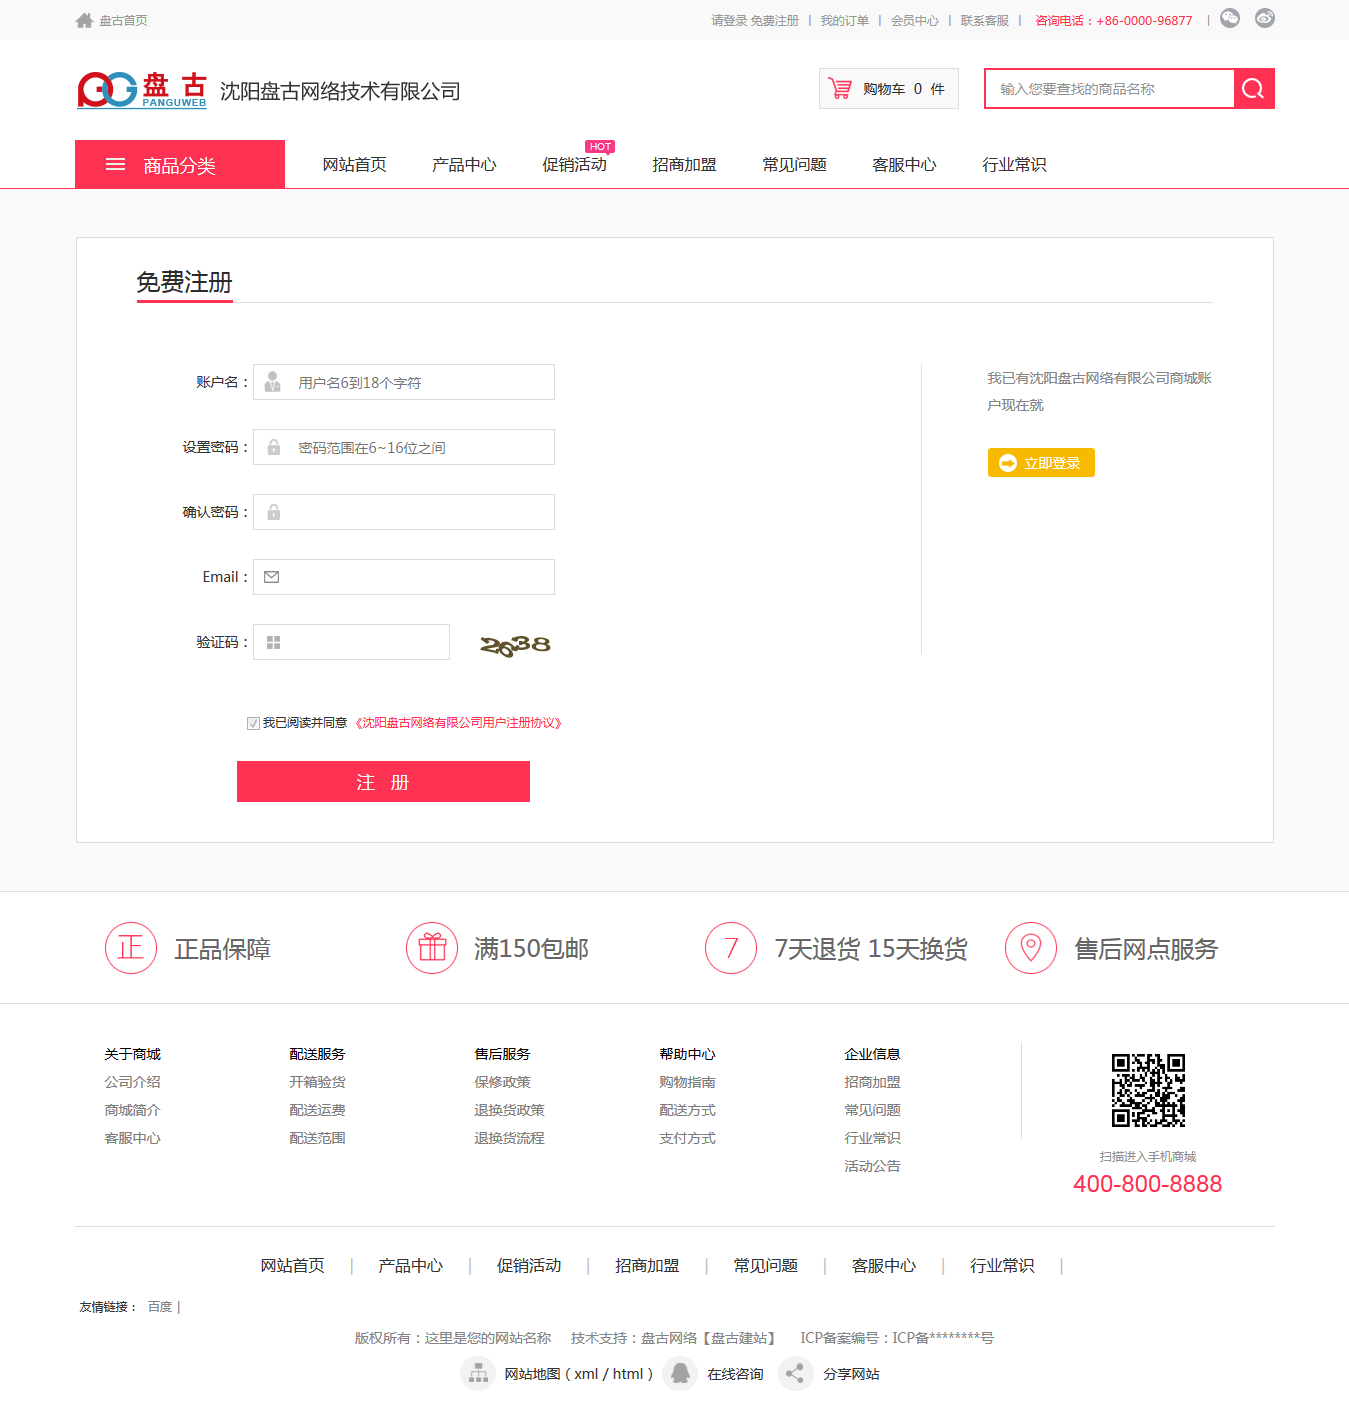 盘古首页
请登录 免费注册 | 我的订单 | 会员中心 | 联系客服 | 咨询电话：+86-0000-96877 |
盘 古
PANGUWEB
沈阳盘古网络技术有限公司
购物车 0 件
输入您要查找的商品名称
商品分类
网站首页
产品中心
促销活动
HOT
招商加盟
常见问题
客服中心
行业常识
免费注册
账户名：
用户名6到18个字符
设置密码：
密码范围在6~16位之间
确认密码：
Email：
验证码：
2638
我已阅读并同意 《沈阳盘古网络有限公司用户注册协议》
注 册
我已有沈阳盘古网络有限公司商城账
户现在就
立即登录
正 正品保障
满150包邮
7 7天退货 15天换货
售后网点服务
关于商城
公司介绍
商城简介
客服中心
配送服务
开箱验货
配送运费
配送范围
售后服务
保修政策
退换货政策
退换货流程
帮助中心
购物指南
配送方式
支付方式
企业信息
招商加盟
常见问题
行业常识
活动公告
扫描进入手机商城
400-800-8888
网站首页 | 产品中心 | 促销活动 | 招商加盟 | 常见问题 | 客服中心 | 行业常识 |
友情链接： 百度 |
版权所有：这里是您的网站名称 技术支持：盘古网络【盘古建站】 ICP备案编号：ICP备********号
网站地图（xml / html） 在线咨询 分享网站